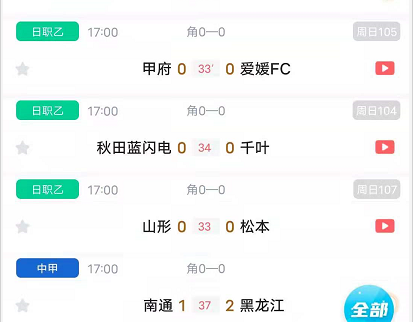 日职乙 17:00 角0—0 周日105
甲府 0 33' 0 爱媛FC
日职乙 17:00 角0—0 周日104
秋田蓝闪电 0 34 0 千叶
日职乙 17:00 角0—0 周日107
山形 0 33 0 松本
中甲 17:00 角0—0
南通 1 37 2 黑龙江
全部